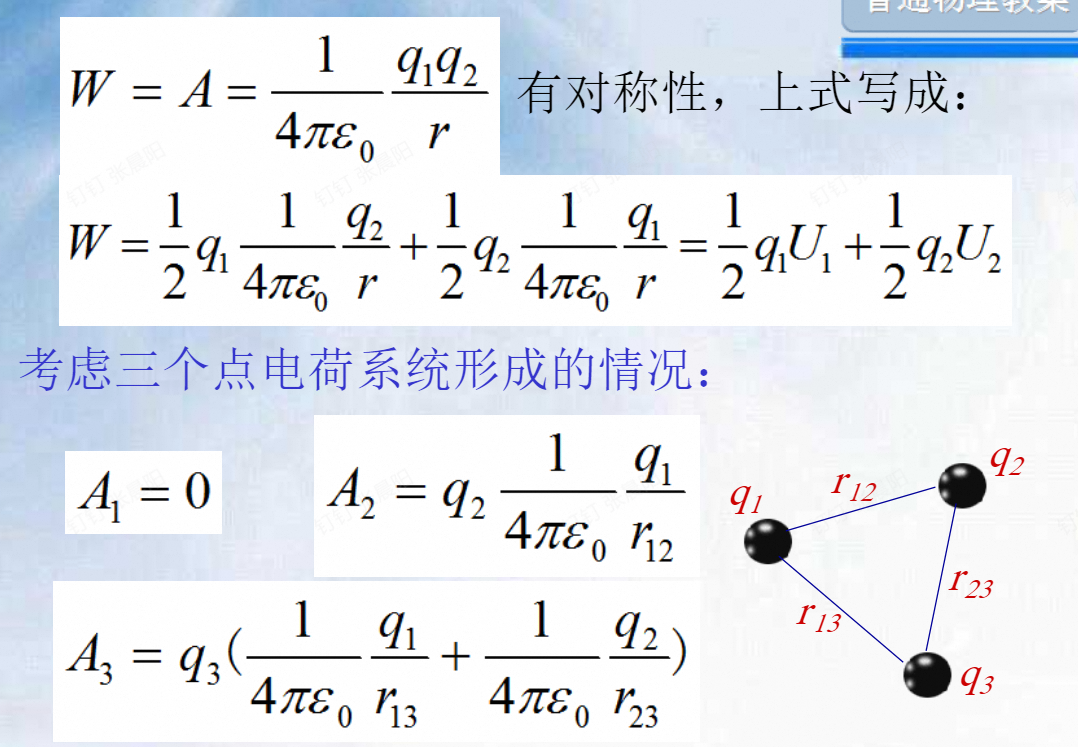 普通物理教案
W = A = \frac{1}{4\pi\varepsilon_0} \frac{q_1 q_2}{r} 有对称性，上式写成：
W = \frac{1}{2} q_1 \frac{1}{4\pi\varepsilon_0} \frac{q_2}{r} + \frac{1}{2} q_2 \frac{1}{4\pi\varepsilon_0} \frac{q_1}{r} = \frac{1}{2} q_1 U_1 + \frac{1}{2} q_2 U_2
考虑三个点电荷系统形成的情况：
A_1 = 0
A_2 = q_2 \frac{1}{4\pi\varepsilon_0} \frac{q_1}{r_{12}}
A_3 = q_3 ( \frac{1}{4\pi\varepsilon_0} \frac{q_1}{r_{13}} + \frac{1}{4\pi\varepsilon_0} \frac{q_2}{r_{23}} )
q_1
r_{12}
q_2
r_{23}
r_{13}
q_3
钉钉 张晨阳